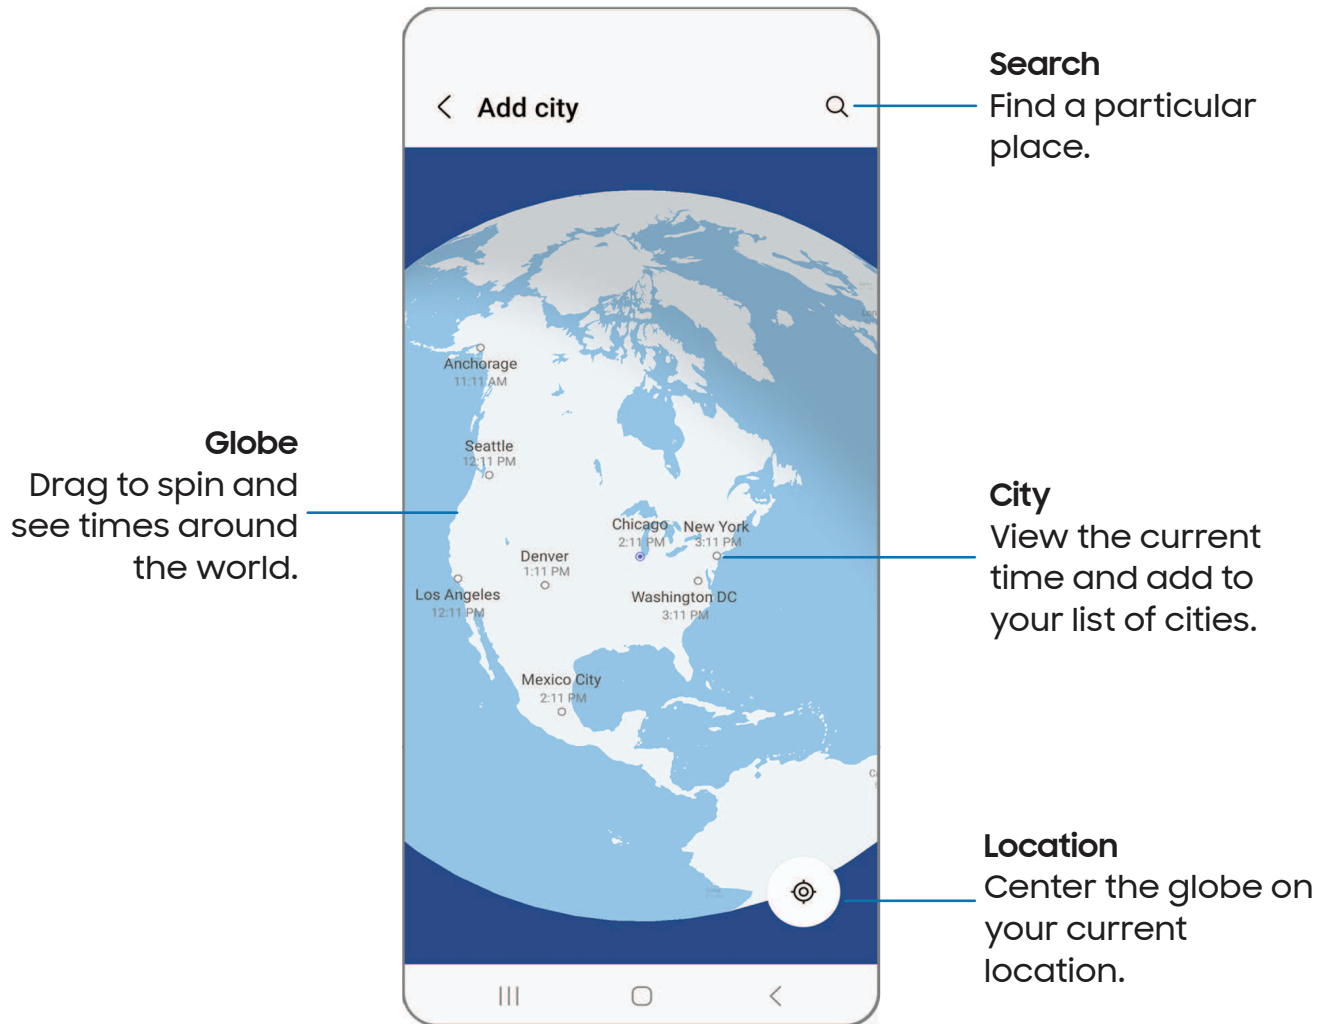 Search
Find a particular
place.
Add city
Anchorage
11:11 AM
Globe
Drag to spin and
see times around
the world.
Seattle
12:11 PM
City
View the current
time and add to
your list of cities.
Chicago
2:11 PM
New York
3:11 PM
Denver
1:11 PM
Los Angeles
12:11 PM
Washington DC
3:11 PM
Mexico City
2:11 PM
Location
Center the globe on
your current
location.